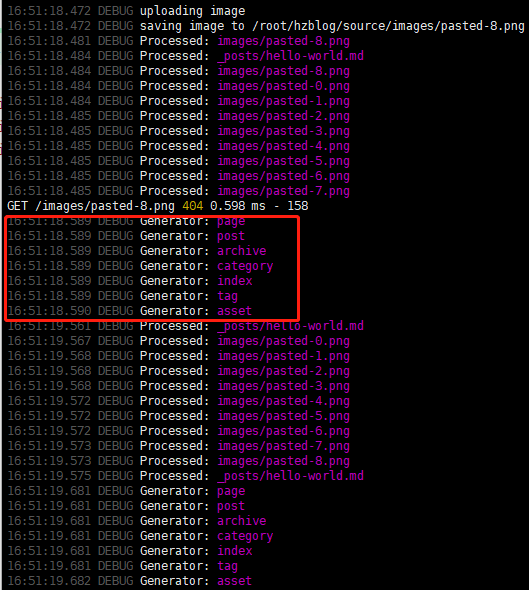 16:51:18.472 DEBUG uploading image
16:51:18.472 DEBUG saving image to /root/hzblog/source/images/pasted-8.png
16:51:18.481 DEBUG Processed: images/pasted-8.png
16:51:18.484 DEBUG Processed: _posts/hello-world.md
16:51:18.484 DEBUG Processed: images/pasted-8.png
16:51:18.484 DEBUG Processed: images/pasted-0.png
16:51:18.484 DEBUG Processed: images/pasted-1.png
16:51:18.485 DEBUG Processed: images/pasted-2.png
16:51:18.485 DEBUG Processed: images/pasted-3.png
16:51:18.485 DEBUG Processed: images/pasted-4.png
16:51:18.485 DEBUG Processed: images/pasted-5.png
16:51:18.485 DEBUG Processed: images/pasted-6.png
16:51:18.485 DEBUG Processed: images/pasted-7.png
GET /images/pasted-8.png 404 0.598 ms - 158
16:51:18.589 DEBUG Generator: page
16:51:18.589 DEBUG Generator: post
16:51:18.589 DEBUG Generator: archive
16:51:18.589 DEBUG Generator: category
16:51:18.589 DEBUG Generator: index
16:51:18.589 DEBUG Generator: tag
16:51:18.590 DEBUG Generator: asset
16:51:19.561 DEBUG Processed: _posts/hello-world.md
16:51:19.567 DEBUG Processed: images/pasted-0.png
16:51:19.568 DEBUG Processed: images/pasted-1.png
16:51:19.568 DEBUG Processed: images/pasted-2.png
16:51:19.568 DEBUG Processed: images/pasted-3.png
16:51:19.572 DEBUG Processed: images/pasted-4.png
16:51:19.572 DEBUG Processed: images/pasted-5.png
16:51:19.572 DEBUG Processed: images/pasted-6.png
16:51:19.573 DEBUG Processed: images/pasted-7.png
16:51:19.573 DEBUG Processed: images/pasted-8.png
16:51:19.575 DEBUG Processed: _posts/hello-world.md
16:51:19.681 DEBUG Generator: page
16:51:19.681 DEBUG Generator: post
16:51:19.681 DEBUG Generator: archive
16:51:19.681 DEBUG Generator: category
16:51:19.681 DEBUG Generator: index
16:51:19.681 DEBUG Generator: tag
16:51:19.682 DEBUG Generator: asset